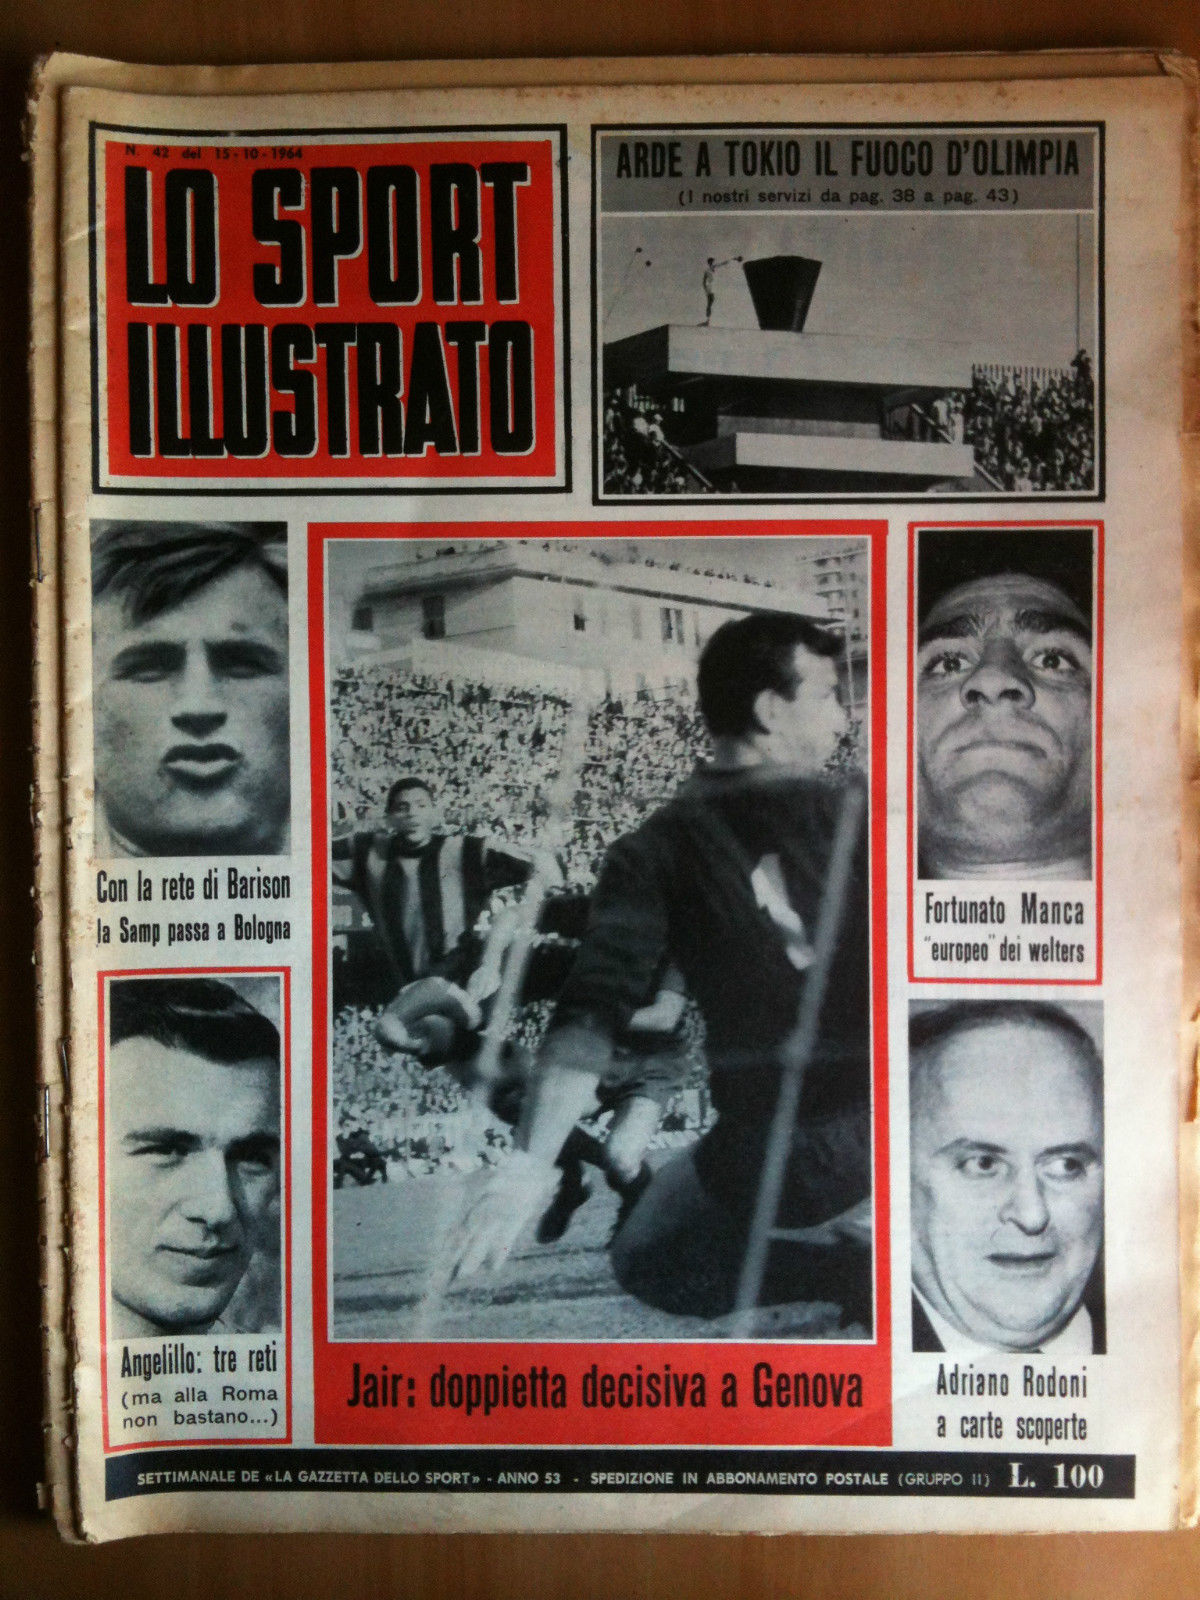 N. 42 del 15-10-1964
LO SPORT
ILLUSTRATO
ARDE A TOKIO IL FUOCO D'OLIMPIA
(I nostri servizi da pag. 38 a pag. 43)
Con la rete di Barison
la Samp passa a Bologna
Angelillo: tre reti
(ma alla Roma
non bastano...)
Jair: doppietta decisiva a Genova
Fortunato Manca
"europeo" dei welters
Adriano Rodoni
a carte scoperte
SETTIMANALE DE «LA GAZZETTA DELLO SPORT» - ANNO 53 - SPEDIZIONE IN ABBONAMENTO POSTALE (GRUPPO II) L. 100